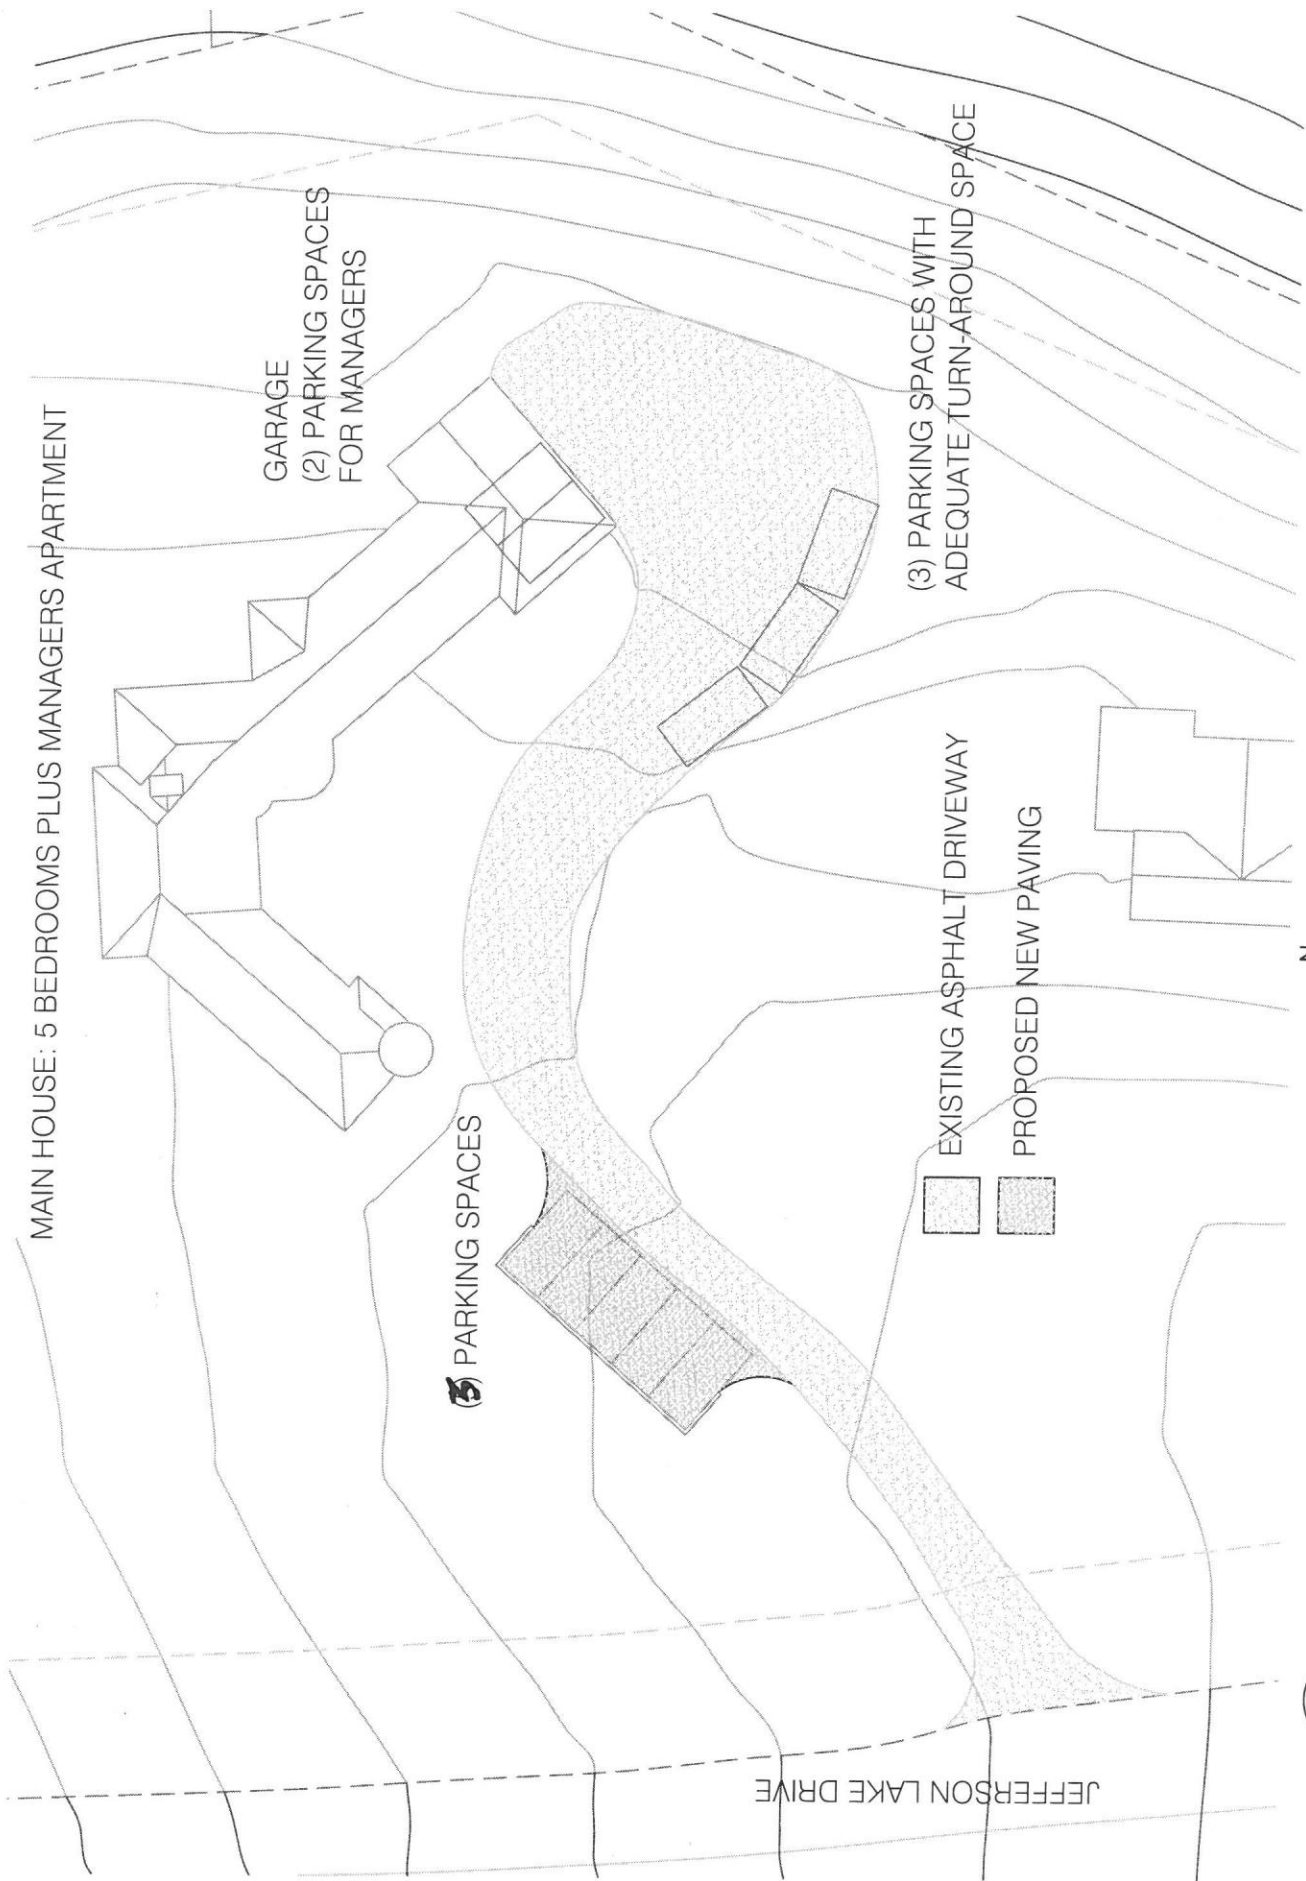 MAIN HOUSE: 5 BEDROOMS PLUS MANAGERS APARTMENT
GARAGE
(2) PARKING SPACES
FOR MANAGERS
(3) PARKING SPACES WITH
ADEQUATE TURN-AROUND SPACE
(5) PARKING SPACES
EXISTING ASPHALT DRIVEWAY
PROPOSED NEW PAVING
JEFFERSON LAKE DRIVE